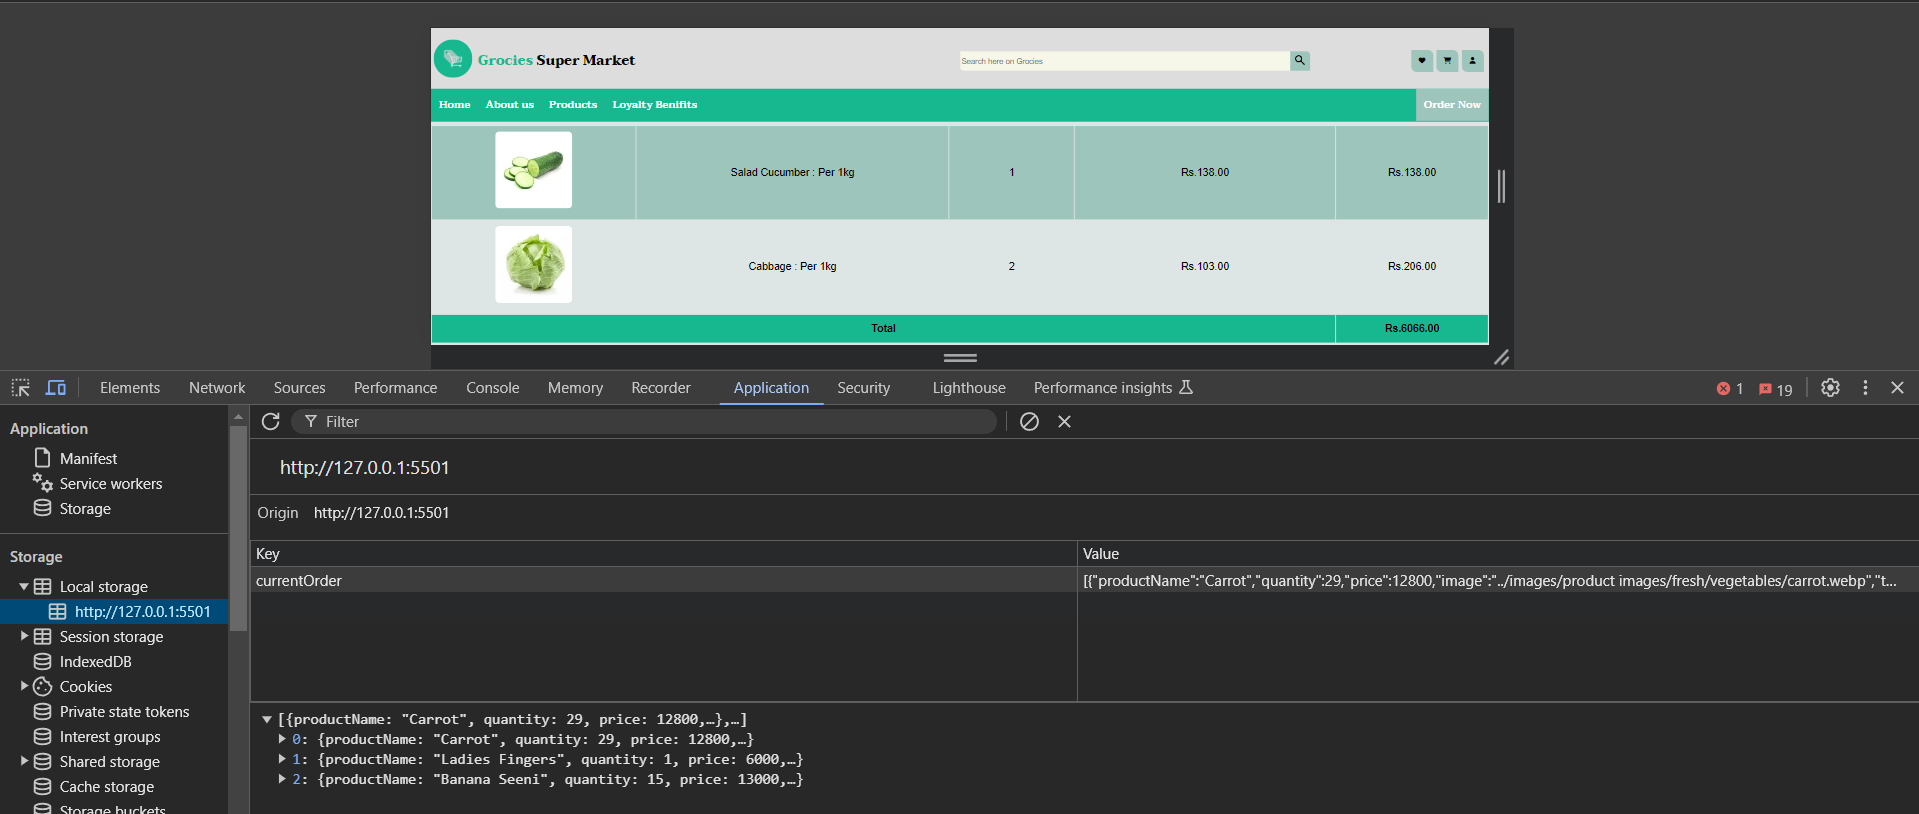 Grocies Super Market
Search here on Grocies
Home About us Products Loyalty Benifits Order Now
Salad Cucumber : Per 1kg 1 Rs.138.00 Rs.138.00
Cabbage : Per 1kg 2 Rs.103.00 Rs.206.00
Total Rs.6066.00
Elements Network Sources Performance Console Memory Recorder Application Security Lighthouse Performance insights 1 19
Application
Manifest
Service workers
Storage
Storage
Local storage
http://127.0.0.1:5501
Session storage
IndexedDB
Cookies
Private state tokens
Interest groups
Shared storage
Cache storage
Storage buckets
Filter
http://127.0.0.1:5501
Origin http://127.0.0.1:5501
Key Value
currentOrder [{"productName":"Carrot","quantity":29,"price":12800,"image":"../images/product images/fresh/vegetables/carrot.webp","t...
[{productName: "Carrot", quantity: 29, price: 12800,…},…]
0: {productName: "Carrot", quantity: 29, price: 12800,…}
1: {productName: "Ladies Fingers", quantity: 1, price: 6000,…}
2: {productName: "Banana Seeni", quantity: 15, price: 13000,…}